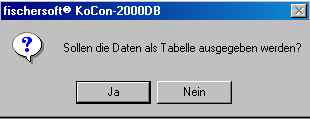 fischersoft® KoCon-2000DB
Sollen die Daten als Tabelle ausgegeben werden?
Ja
Nein